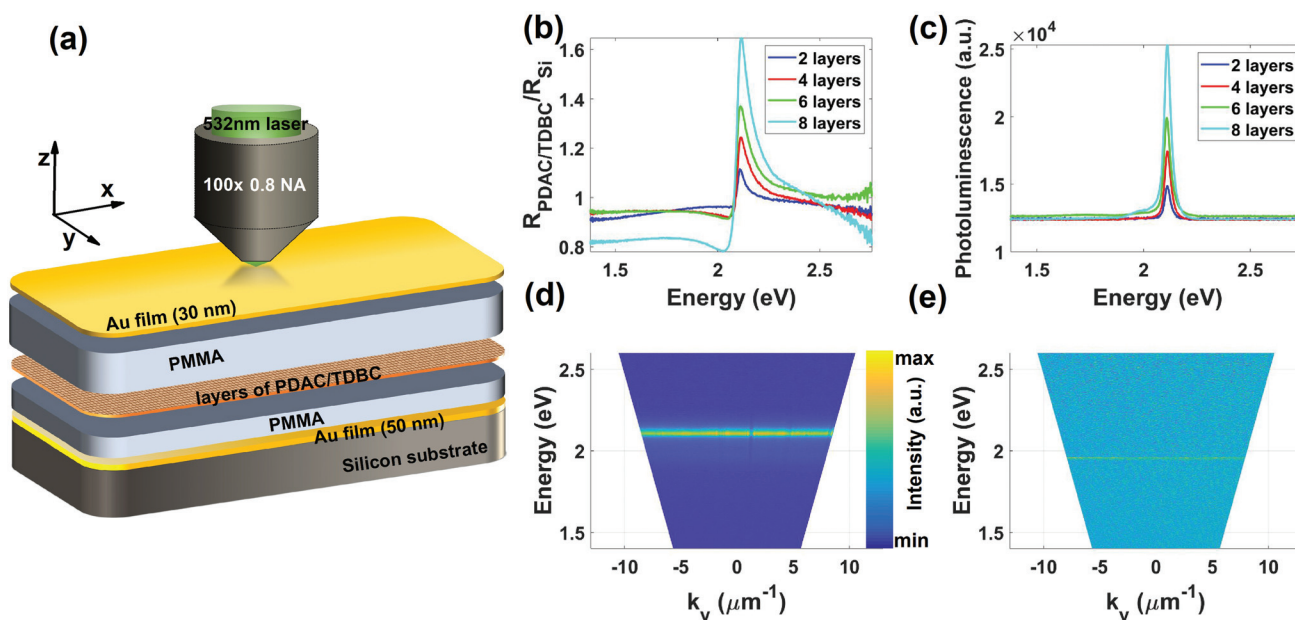 (a)
532nm laser
100x 0.8 NA
z
x
y
Au film (30 nm)
PMMA
layers of PDAC/TDBC
PMMA
Au film (50 nm)
Silicon substrate
(b)
R_PDAC/TDBC/R_Si
1.6
1.4
1.2
1
0.8
1.5
2
2.5
Energy (eV)
2 layers
4 layers
6 layers
8 layers
(c)
Photoluminescence (a.u.)
×10⁴
2.5
2
1.5
1
1.5
2
2.5
Energy (eV)
2 layers
4 layers
6 layers
8 layers
(d)
Energy (eV)
2.5
2
1.5
-10
-5
0
5
10
k_y (μm⁻¹)
max
Intensity (a.u.)
min
(e)
Energy (eV)
2.5
2
1.5
-10
-5
0
5
10
k_y (μm⁻¹)